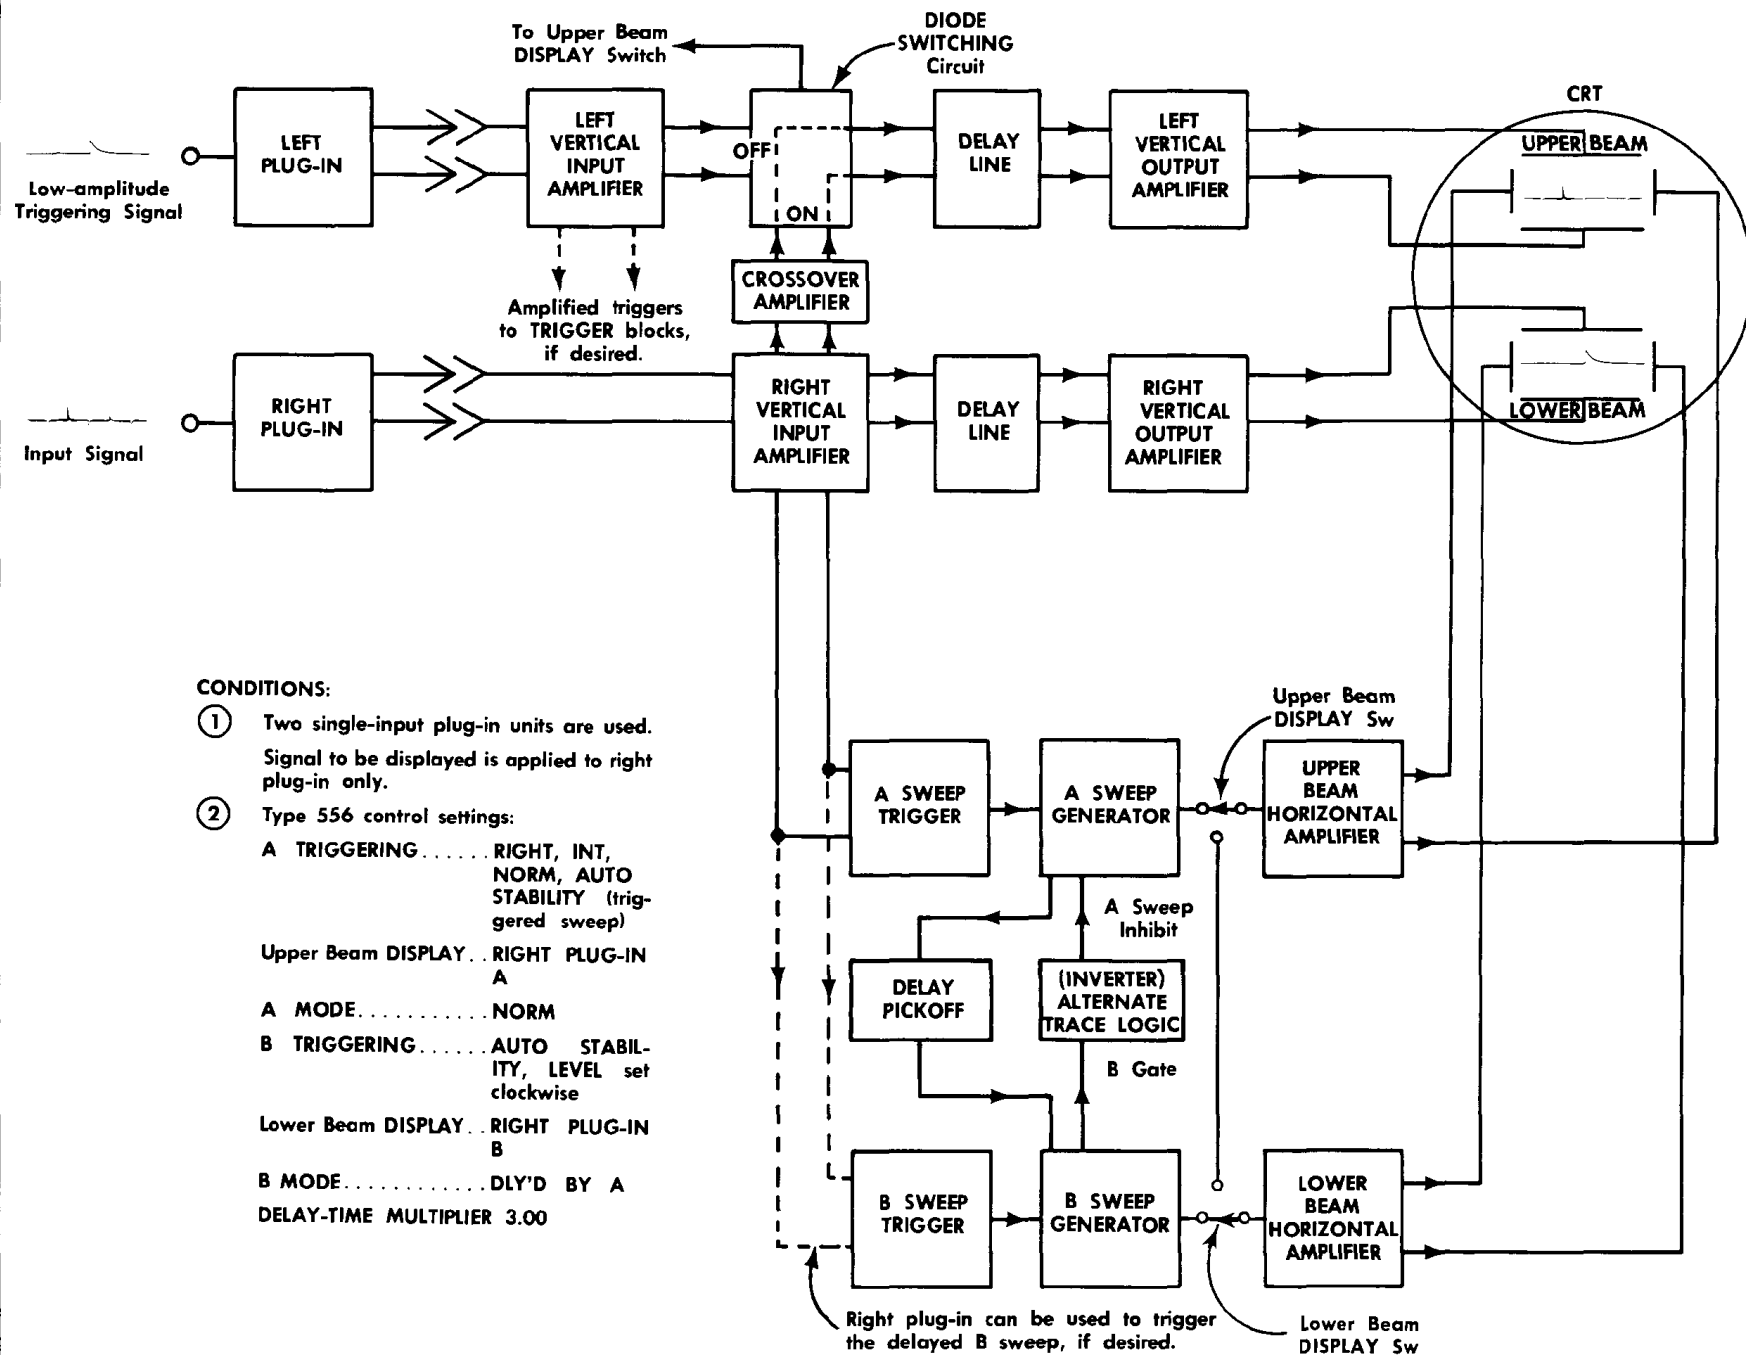 To Upper Beam
DISPLAY Switch
DIODE
SWITCHING
Circuit
CRT
LEFT
PLUG-IN
LEFT
VERTICAL
INPUT
AMPLIFIER
OFF
ON
DELAY
LINE
LEFT
VERTICAL
OUTPUT
AMPLIFIER
UPPER BEAM
Low-amplitude
Triggering Signal
CROSSOVER
AMPLIFIER
Amplified triggers
to TRIGGER blocks,
if desired.
RIGHT
PLUG-IN
RIGHT
VERTICAL
INPUT
AMPLIFIER
DELAY
LINE
RIGHT
VERTICAL
OUTPUT
AMPLIFIER
LOWER BEAM
Input Signal
CONDITIONS:
1 Two single-input plug-in units are used.
Signal to be displayed is applied to right
plug-in only.
2 Type 556 control settings:
A TRIGGERING...... RIGHT, INT,
NORM, AUTO
STABILITY (trig-
gered sweep)
Upper Beam DISPLAY.. RIGHT PLUG-IN
A
A MODE........... NORM
B TRIGGERING...... AUTO STABIL-
ITY, LEVEL set
clockwise
Lower Beam DISPLAY.. RIGHT PLUG-IN
B
B MODE............ DLY'D BY A
DELAY-TIME MULTIPLIER 3.00
Upper Beam
DISPLAY Sw
A SWEEP
TRIGGER
A SWEEP
GENERATOR
UPPER
BEAM
HORIZONTAL
AMPLIFIER
A Sweep
Inhibit
DELAY
PICKOFF
(INVERTER)
ALTERNATE
TRACE LOGIC
B Gate
B SWEEP
TRIGGER
B SWEEP
GENERATOR
LOWER
BEAM
HORIZONTAL
AMPLIFIER
Right plug-in can be used to trigger
the delayed B sweep, if desired.
Lower Beam
DISPLAY Sw